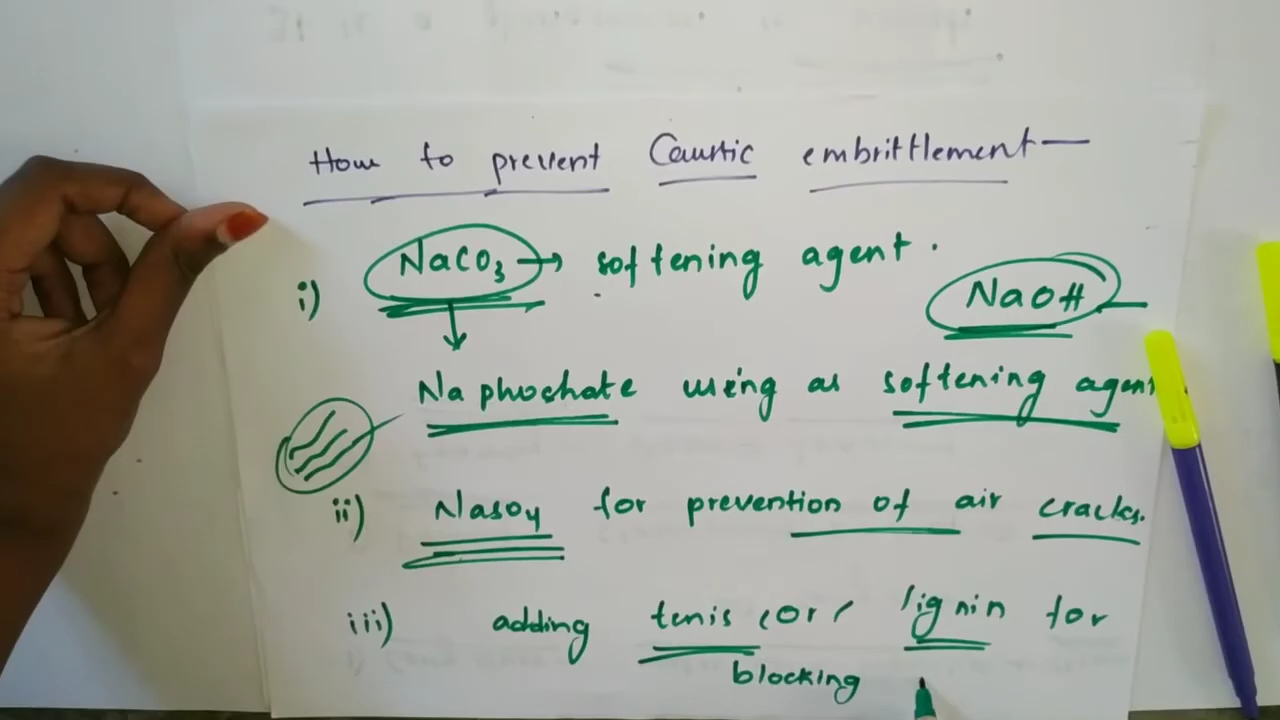 How to prevent Caustic embrittlement —
i) NaCO3 → softening agent.
NaOH
Na phoshate using as softening agent
ii) NaSO4 for prevention of air cracks.
iii) adding tenis (or) lignin for
blocking